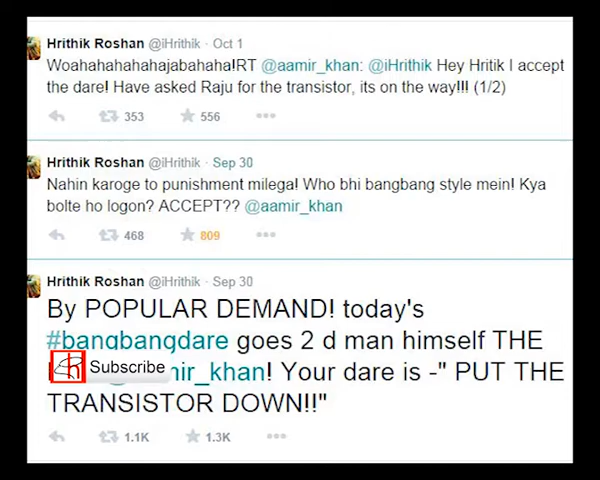 Hrithik Roshan @iHrithik · Oct 1
Woahahahahahajabahaha!RT @aamir_khan: @iHrithik Hey Hritik I accept
the dare! Have asked Raju for the transistor, its on the way!!! (1/2)
353 556
Hrithik Roshan @iHrithik · Sep 30
Nahin karoge to punishment milega! Who bhi bangbang style mein! Kya
bolte ho logon? ACCEPT?? @aamir_khan
468 809
Hrithik Roshan @iHrithik · Sep 30
By POPULAR DEMAND! today's
#bangbangdare goes 2 d man himself THE
Subscribe ir_khan! Your dare is -" PUT THE
TRANSISTOR DOWN!!"
1.1K 1.3K